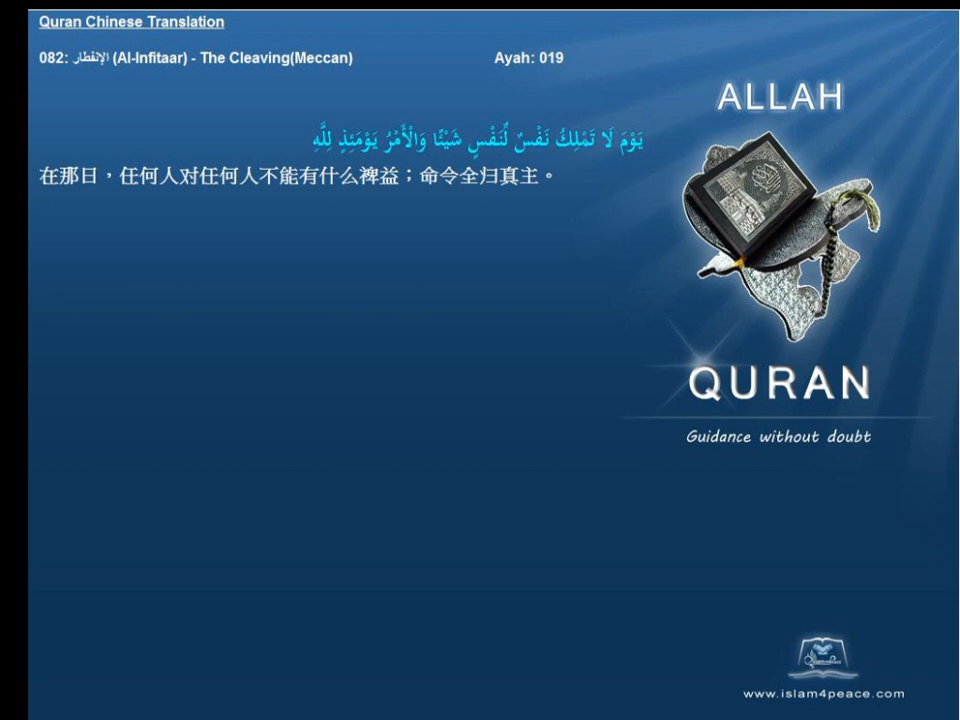 Quran Chinese Translation
082: الإنفطار (Al-Infitaar) - The Cleaving(Meccan) Ayah: 019
يَوْمَ لَا تَمْلِكُ نَفْسٌ لِّنَفْسٍ شَيْئًا وَالْأَمْرُ يَوْمَئِذٍ لِلَّهِ
在那日，任何人对任何人不能有什么裨益；命令全归真主。
ALLAH
QURAN
Guidance without doubt
www.islam4peace.com